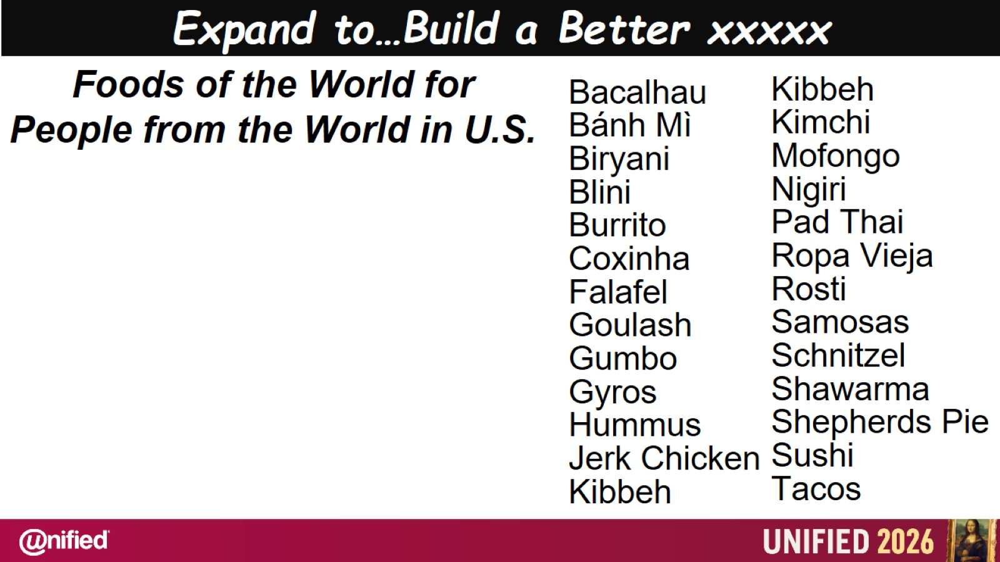 Expand to…Build a Better xxxxx
Foods of the World for
People from the World in U.S.
Bacalhau
Bánh Mì
Biryani
Blini
Burrito
Coxinha
Falafel
Goulash
Gumbo
Gyros
Hummus
Jerk Chicken
Kibbeh
Kibbeh
Kimchi
Mofongo
Nigiri
Pad Thai
Ropa Vieja
Rosti
Samosas
Schnitzel
Shawarma
Shepherds Pie
Sushi
Tacos
@unified
UNIFIED 2026